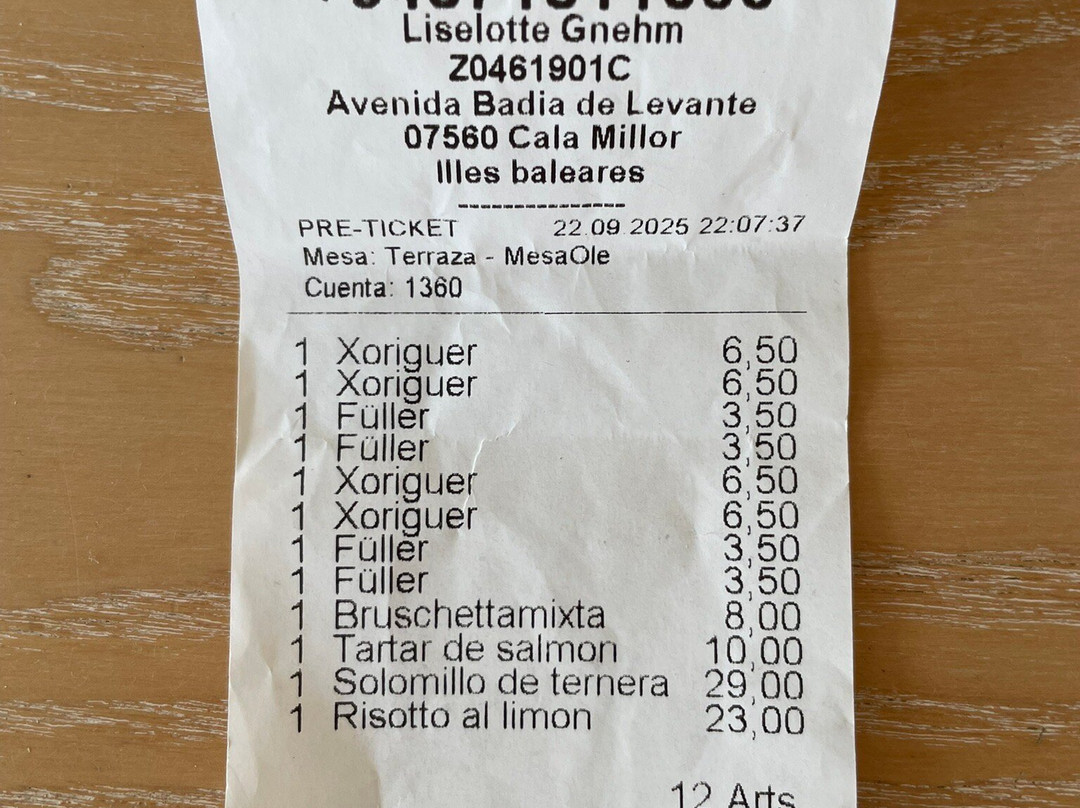 Liselotte Gnehm
Z0461901C
Avenida Badia de Levante
07560 Cala Millor
Illes baleares
---------------
PRE-TICKET 22.09.2025 22:07:37
Mesa: Terraza - MesaOle
Cuenta: 1360
1 Xoriguer 6,50
1 Xoriguer 6,50
1 Füller 3,50
1 Füller 3,50
1 Xoriguer 6,50
1 Xoriguer 6,50
1 Füller 3,50
1 Füller 3,50
1 Bruschettamixta 8,00
1 Tartar de salmon 10,00
1 Solomillo de ternera 29,00
1 Risotto al limon 23,00
12 Arts